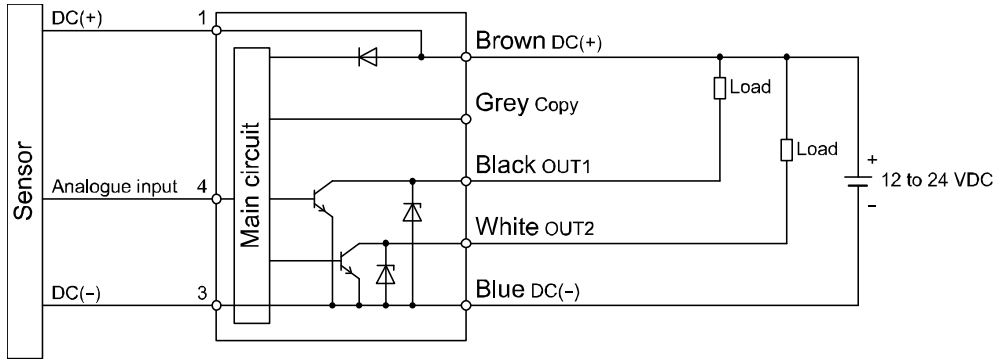 DC(+) 1
Brown DC(+)
Load
Grey Copy
Load
Black OUT1
+
12 to 24 VDC
−
Sensor
Analogue input 4
Main circuit
White OUT2
DC(−) 3
Blue DC(−)